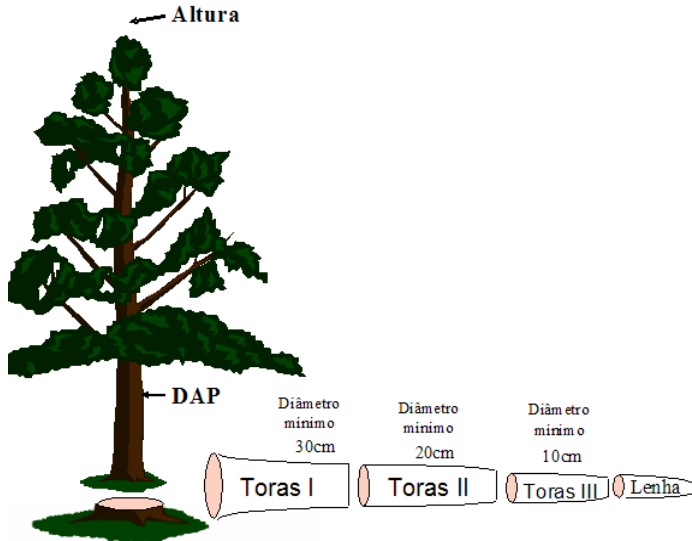 Altura
DAP
Diâmetro
mínimo
30cm
Diâmetro
mínimo
20cm
Diâmetro
mínimo
10cm
Toras I
Toras II
Toras III
Lenha